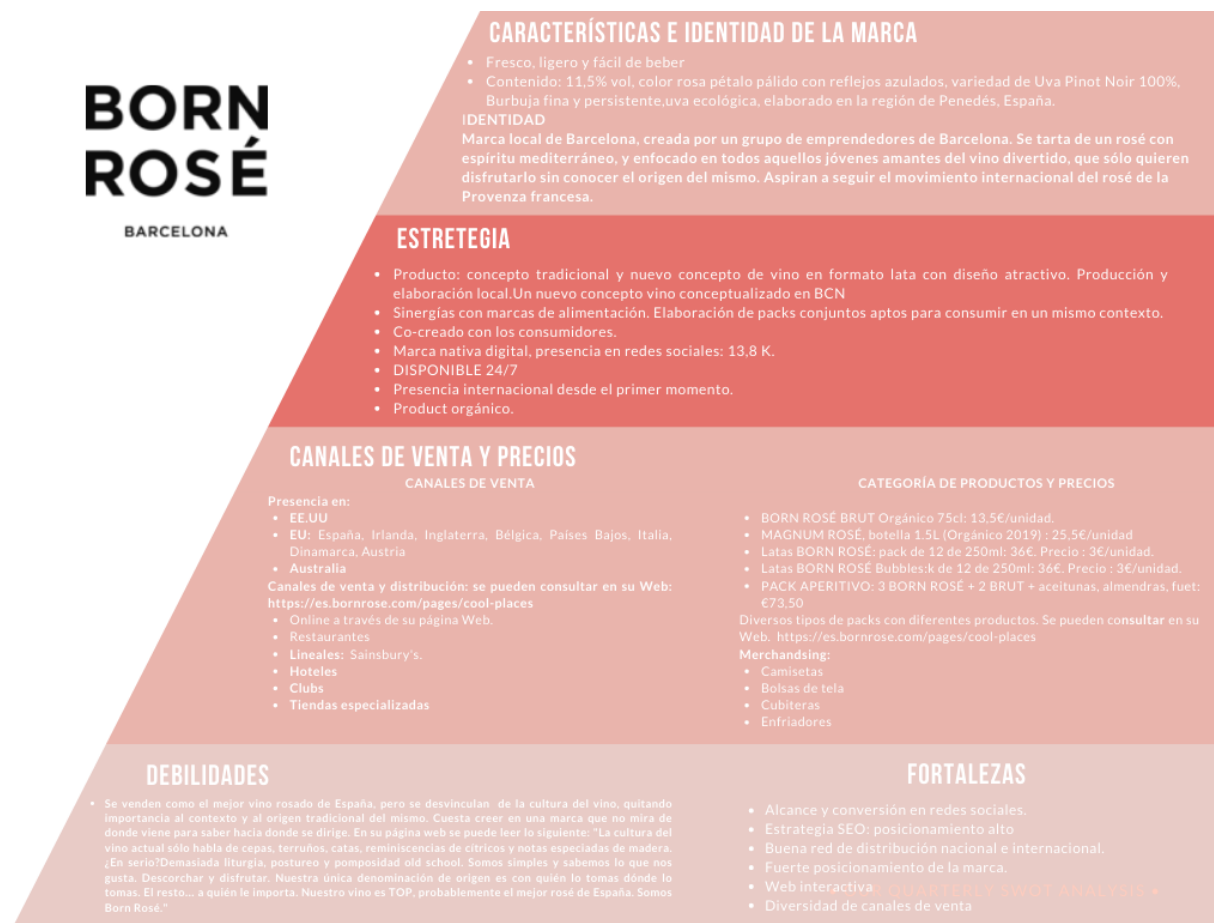 BORN
ROSÉ
BARCELONA
CARACTERÍSTICAS E IDENTIDAD DE LA MARCA
• Fresco, ligero y fácil de beber
• Contenido: 11,5% vol, color rosa pétalo pálido con reflejos azulados, variedad de Uva Pinot Noir 100%,
Burbuja fina y persistente,uva ecológica, elaborado en la región de Penedés, España.
IDENTIDAD
Marca local de Barcelona, creada por un grupo de emprendedores de Barcelona. Se tarta de un rosé con
espíritu mediterráneo, y enfocado en todos aquellos jóvenes amantes del vino divertido, que sólo quieren
disfrutarlo sin conocer el origen del mismo. Aspiran a seguir el movimiento internacional del rosé de la
Provenza francesa.
ESTRETEGIA
• Producto: concepto tradicional y nuevo concepto de vino en formato lata con diseño atractivo. Producción y
elaboración local.Un nuevo concepto vino conceptualizado en BCN
• Sinergías con marcas de alimentación. Elaboración de packs conjuntos aptos para consumir en un mismo contexto.
• Co-creado con los consumidores.
• Marca nativa digital, presencia en redes sociales: 13,8 K.
• DISPONIBLE 24/7
• Presencia internacional desde el primer momento.
• Product orgánico.
CANALES DE VENTA Y PRECIOS
CANALES DE VENTA
Presencia en:
• EE.UU
• EU: España, Irlanda, Inglaterra, Bélgica, Países Bajos, Italia,
Dinamarca, Austria
• Australia
Canales de venta y distribución: se pueden consultar en su Web:
https://es.bornrose.com/pages/cool-places
• Online a través de su página Web.
• Restaurantes
• Lineales: Sainsbury's.
• Hoteles
• Clubs
• Tiendas especializadas
CATEGORÍA DE PRODUCTOS Y PRECIOS
• BORN ROSÉ BRUT Orgánico 75cl: 13,5€/unidad.
• MAGNUM ROSÉ, botella 1.5L (Orgánico 2019) : 25,5€/unidad
• Latas BORN ROSÉ: pack de 12 de 250ml: 36€. Precio : 3€/unidad.
• Latas BORN ROSÉ Bubbles:k de 12 de 250ml: 36€. Precio : 3€/unidad.
• PACK APERITIVO: 3 BORN ROSÉ + 2 BRUT + aceitunas, almendras, fuet:
€73,50
Diversos tipos de packs con diferentes productos. Se pueden consultar en su
Web. https://es.bornrose.com/pages/cool-places
Merchandsing:
• Camisetas
• Bolsas de tela
• Cubiteras
• Enfriadores
DEBILIDADES
• Se venden como el mejor vino rosado de España, pero se desvinculan de la cultura del vino, quitando
importancia al contexto y al origen tradicional del mismo. Cuesta creer en una marca que no mira de
donde viene para saber hacia donde se dirige. En su página web se puede leer lo siguiente: "La cultura del
vino actual sólo habla de cepas, terruños, catas, reminiscencias de cítricos y notas especiadas de madera.
¿En serio?Demasiada liturgia, postureo y pomposidad old school. Somos simples y sabemos lo que nos
gusta. Descorchar y disfrutar. Nuestra única denominación de origen es con quién lo tomas dónde lo
tomas. El resto... a quién le importa. Nuestro vino es TOP, probablemente el mejor rosé de España. Somos
Born Rosé."
FORTALEZAS
• Alcance y conversión en redes sociales.
• Estrategia SEO: posicionamiento alto
• Buena red de distribución nacional e internacional.
• Fuerte posicionamiento de la marca.
• Web interactiva
QUARTERLY SWOT ANALYSIS •
• Diversidad de canales de venta